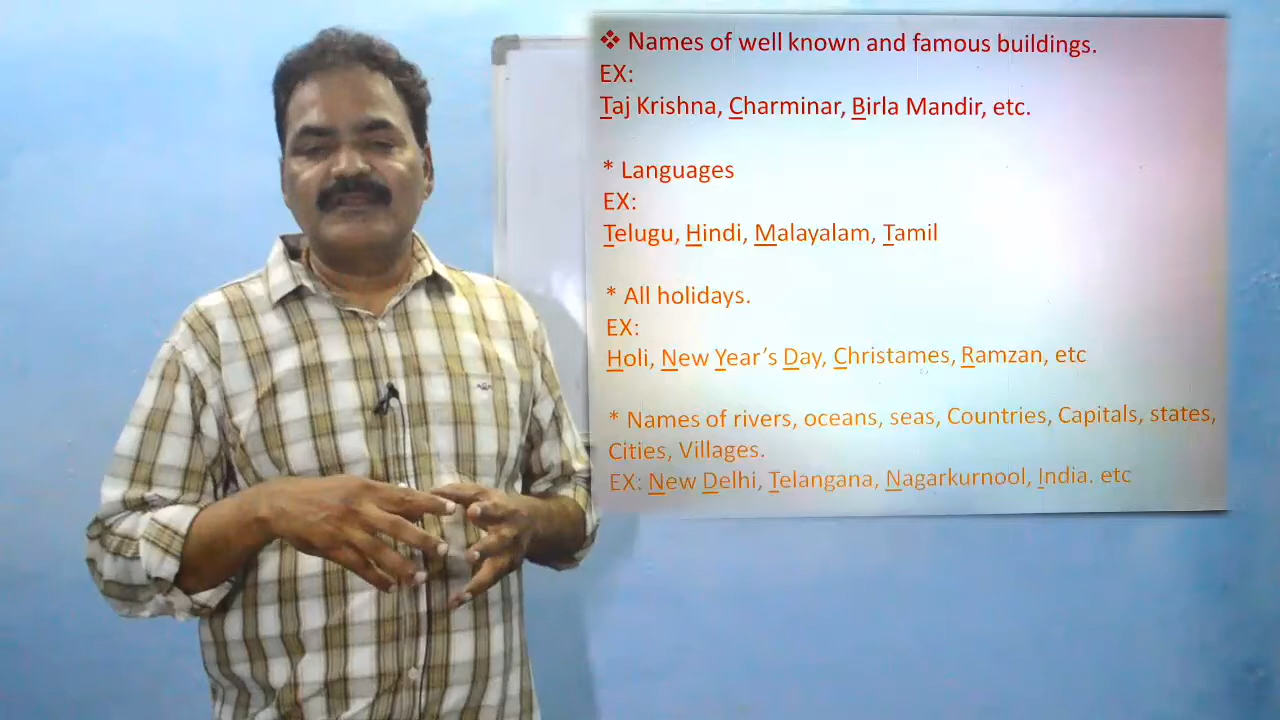 ❖ Names of well known and famous buildings.
EX:
Taj Krishna, Charminar, Birla Mandir, etc.
* Languages
EX:
Telugu, Hindi, Malayalam, Tamil
* All holidays.
EX:
Holi, New Year’s Day, Christames, Ramzan, etc
* Names of rivers, oceans, seas, Countries, Capitals, states,
Cities, Villages.
EX: New Delhi, Telangana, Nagarkurnool, India. etc